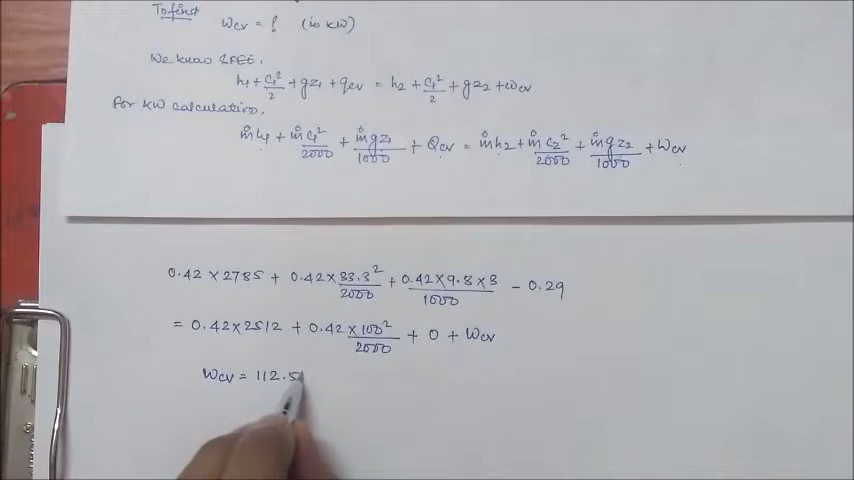 To find
Wcv = ? (in kW)
We know SFEE,
h1 + c1²/2 + gz1 + qcv = h2 + c1²/2 + gz2 + wcv
For kW calculation,
ṁh1 + ṁc1²/2000 + ṁgz1/1000 + Qcv = ṁh2 + ṁc2²/2000 + ṁgz2/1000 + Wcv
0.42 × 2785 + 0.42 × 33.3²/2000 + 0.42 × 9.8 × 3/1000 − 0.29
= 0.42 × 2512 + 0.42 × 100²/2000 + 0 + Wcv
Wcv = 112.5